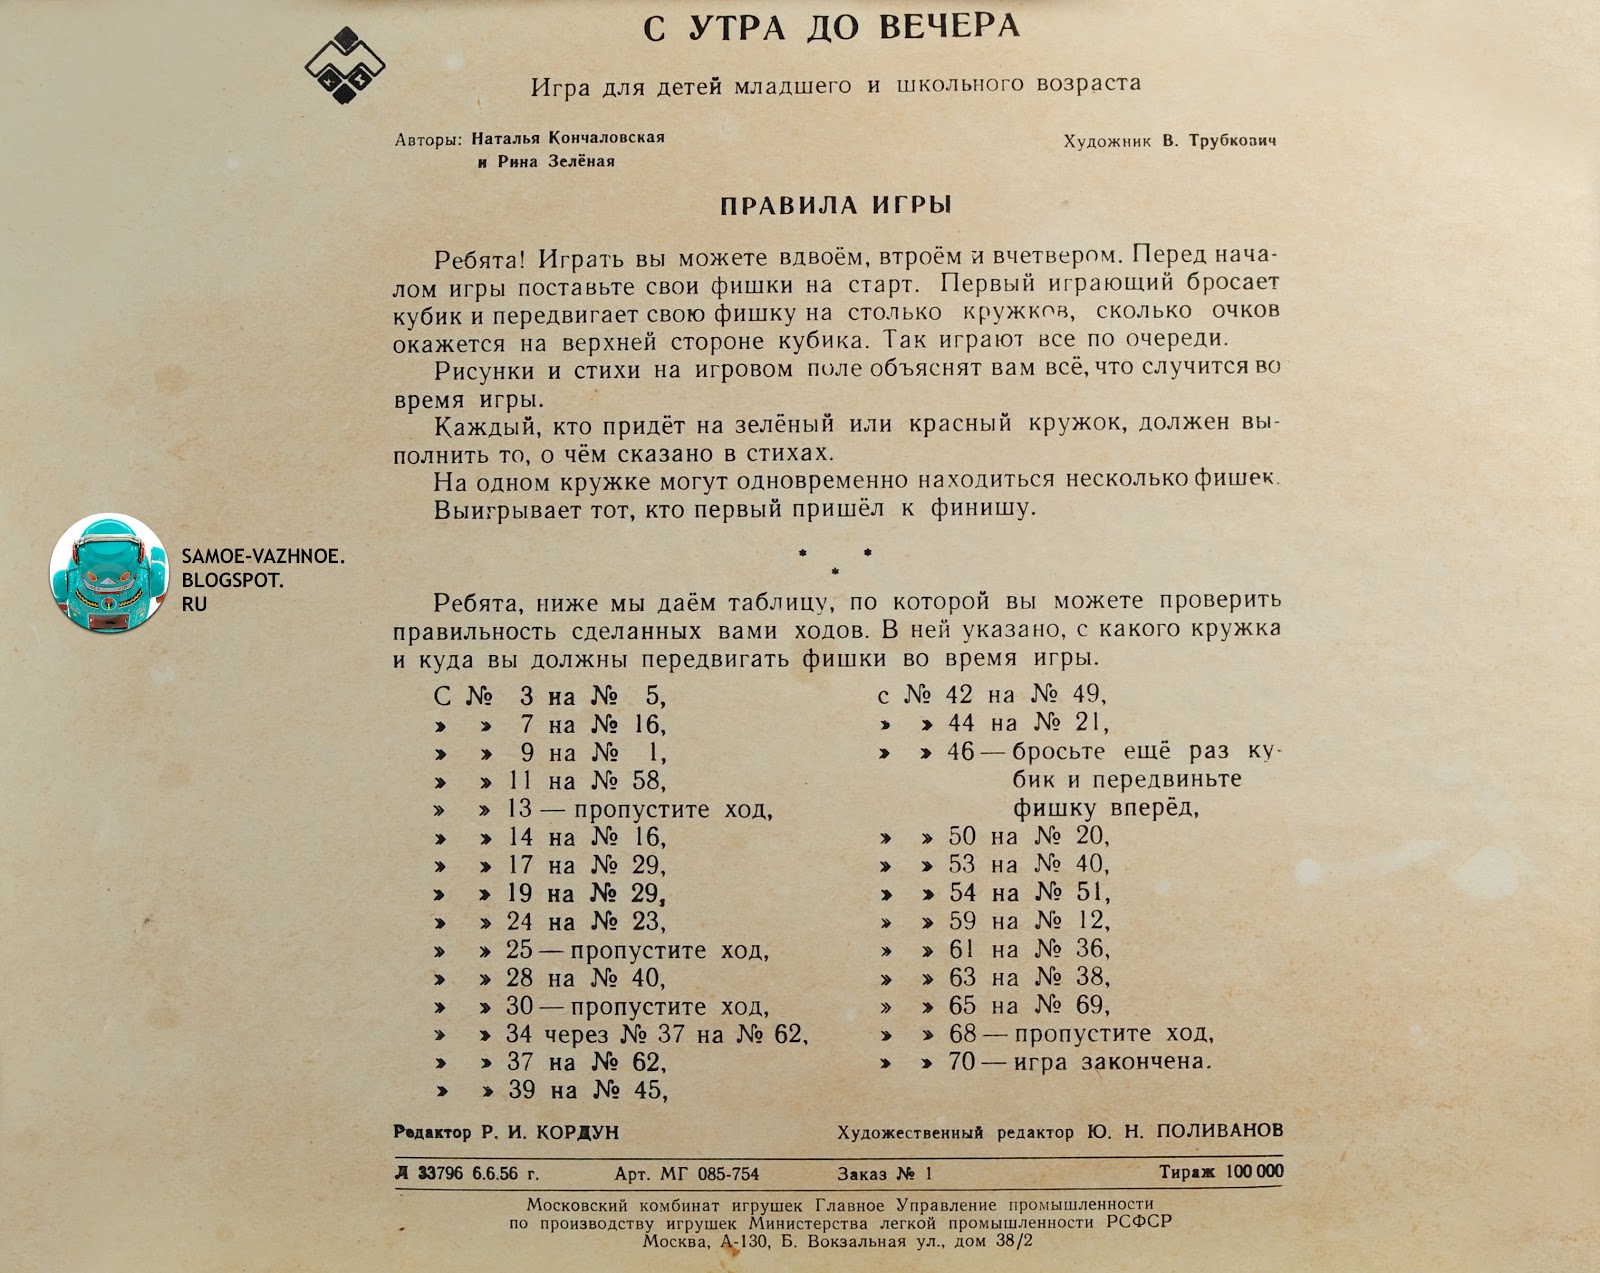 С УТРА ДО ВЕЧЕРА
Игра для детей младшего и школьного возраста
Авторы: Наталья Кончаловская
и Рина Зелёная
Художник В. Трубкович
ПРАВИЛА ИГРЫ
Ребята! Играть вы можете вдвоём, втроём и вчетвером. Перед нача-
лом игры поставьте свои фишки на старт. Первый играющий бросает
кубик и передвигает свою фишку на столько кружков, сколько очков
окажется на верхней стороне кубика. Так играют все по очереди.
Рисунки и стихи на игровом поле объяснят вам всё, что случится во
время игры.
Каждый, кто придёт на зелёный или красный кружок, должен вы-
полнить то, о чём сказано в стихах.
На одном кружке могут одновременно находиться несколько фишек.
Выигрывает тот, кто первый пришёл к финишу.
* * *
SAMOE-VAZHNOE.
BLOGSPOT.
RU
Ребята, ниже мы даём таблицу, по которой вы можете проверить
правильность сделанных вами ходов. В ней указано, с какого кружка
и куда вы должны передвигать фишки во время игры.
С № 3 на № 5,
» » 7 на № 16,
» » 9 на № 1,
» » 11 на № 58,
» » 13 — пропустите ход,
» » 14 на № 16,
» » 17 на № 29,
» » 19 на № 29,
» » 24 на № 23,
» » 25 — пропустите ход,
» » 28 на № 40,
» » 30 — пропустите ход,
» » 34 через № 37 на № 62,
» » 37 на № 62,
» » 39 на № 45,
с № 42 на № 49,
» » 44 на № 21,
» » 46 — бросьте ещё раз ку-
бик и передвиньте
фишку вперёд,
» » 50 на № 20,
» » 53 на № 40,
» » 54 на № 51,
» » 59 на № 12,
» » 61 на № 36,
» » 63 на № 38,
» » 65 на № 69,
» » 68 — пропустите ход,
» » 70 — игра закончена.
Редактор Р. И. КОРДУН
Художественный редактор Ю. Н. ПОЛИВАНОВ
Л 33796 6.6.56 г. Арт. МГ 085-754 Заказ № 1 Тираж 100 000
Московский комбинат игрушек Главное Управление промышленности
по производству игрушек Министерства легкой промышленности РСФСР
Москва, А-130, Б. Вокзальная ул., дом 38/2